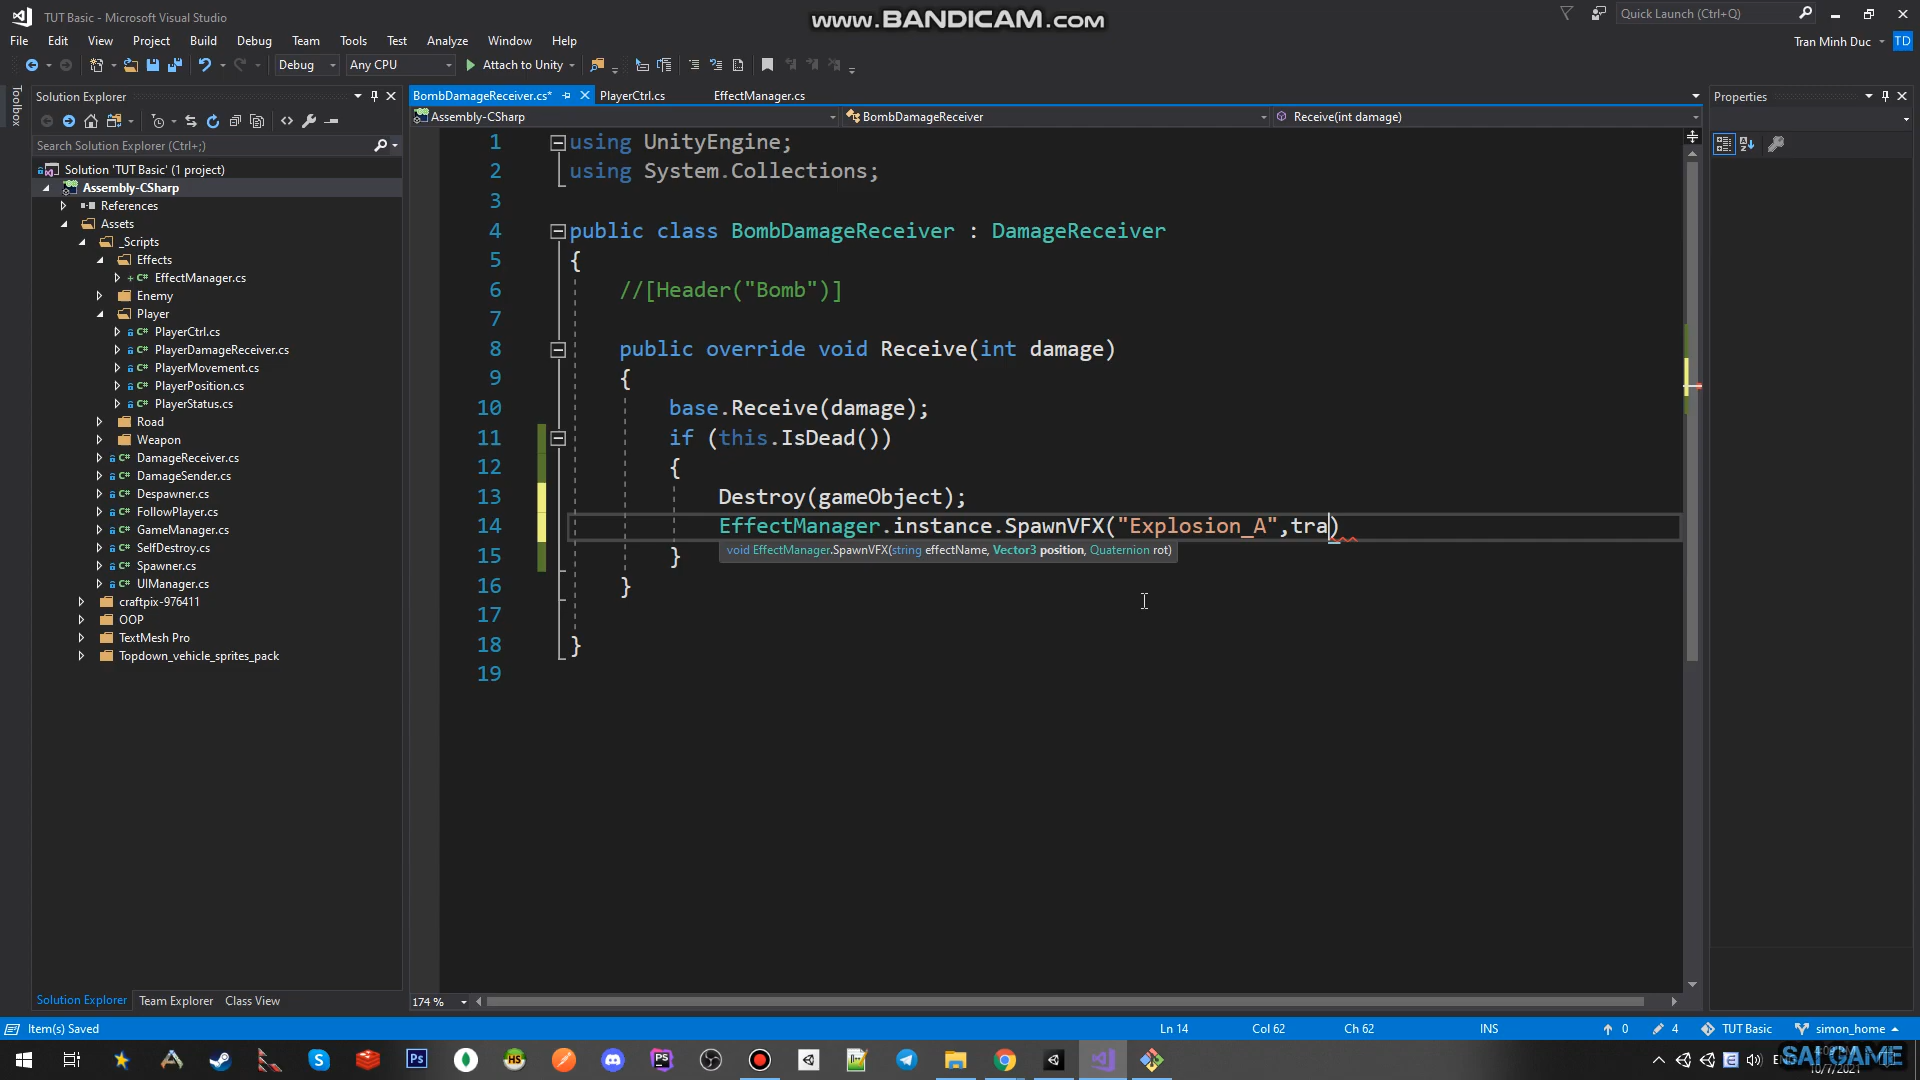 TUT Basic - Microsoft Visual Studio
www.BANDICAM.com
Quick Launch (Ctrl+Q)
File Edit View Project Build Debug Team Tools Test Analyze Window Help
Tran Minh Duc TD
Debug Any CPU Attach to Unity
Toolbox
Solution Explorer
Search Solution Explorer (Ctrl+;)
Solution 'TUT Basic' (1 project)
Assembly-CSharp
References
Assets
_Scripts
Effects
EffectManager.cs
Enemy
Player
PlayerCtrl.cs
PlayerDamageReceiver.cs
PlayerMovement.cs
PlayerPosition.cs
PlayerStatus.cs
Road
Weapon
DamageReceiver.cs
DamageSender.cs
Despawner.cs
FollowPlayer.cs
GameManager.cs
SelfDestroy.cs
Spawner.cs
UIManager.cs
craftpix-976411
OOP
TextMesh Pro
Topdown_vehicle_sprites_pack
Solution Explorer Team Explorer Class View
BombDamageReceiver.cs* PlayerCtrl.cs EffectManager.cs
Assembly-CSharp BombDamageReceiver Receive(int damage)
1 using UnityEngine;
2 using System.Collections;
3
4 public class BombDamageReceiver : DamageReceiver
5 {
6 //[Header("Bomb")]
7
8 public override void Receive(int damage)
9 {
10 base.Receive(damage);
11 if (this.IsDead())
12 {
13 Destroy(gameObject);
14 EffectManager.instance.SpawnVFX("Explosion_A",tra)
void EffectManager.SpawnVFX(string effectName, Vector3 position, Quaternion rot)
15 }
16 }
17
18 }
19
174 %
Properties
Item(s) Saved Ln 14 Col 62 Ch 62 INS 0 4 TUT Basic simon_home
SAI GAME
10/7/2021